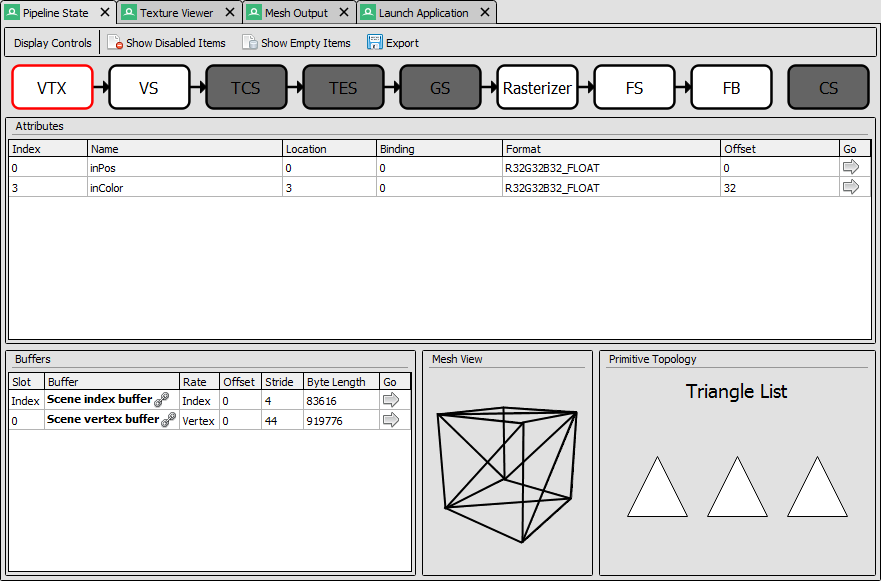 Pipeline State Texture Viewer Mesh Output Launch Application
Display Controls Show Disabled Items Show Empty Items Export
VTX VS TCS TES GS Rasterizer FS FB CS
Attributes
Index Name Location Binding Format Offset Go
0 inPos 0 0 R32G32B32_FLOAT 0
3 inColor 3 0 R32G32B32_FLOAT 32
Buffers
Slot Buffer Rate Offset Stride Byte Length Go
Index Scene index buffer Index 0 4 83616
0 Scene vertex buffer Vertex 0 44 919776
Mesh View
Primitive Topology
Triangle List